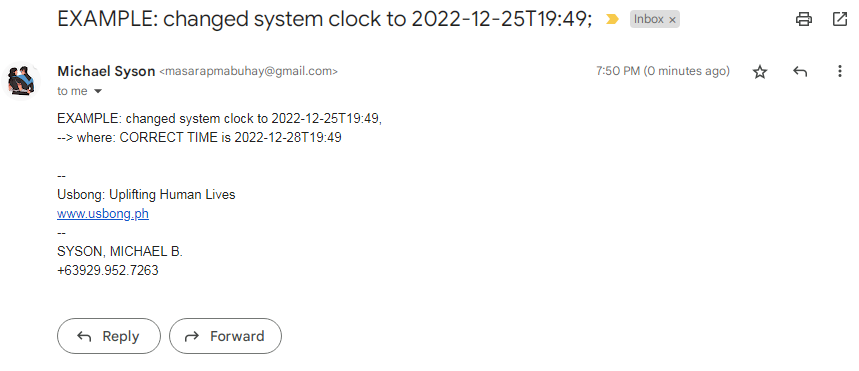 EXAMPLE: changed system clock to 2022-12-25T19:49;
Inbox ×
Michael Syson <masarapmabuhay@gmail.com>
7:50 PM (0 minutes ago)
to me
EXAMPLE: changed system clock to 2022-12-25T19:49,
--> where: CORRECT TIME is 2022-12-28T19:49
--
Usbong: Uplifting Human Lives
www.usbong.ph
--
SYSON, MICHAEL B.
+63929.952.7263
Reply
Forward